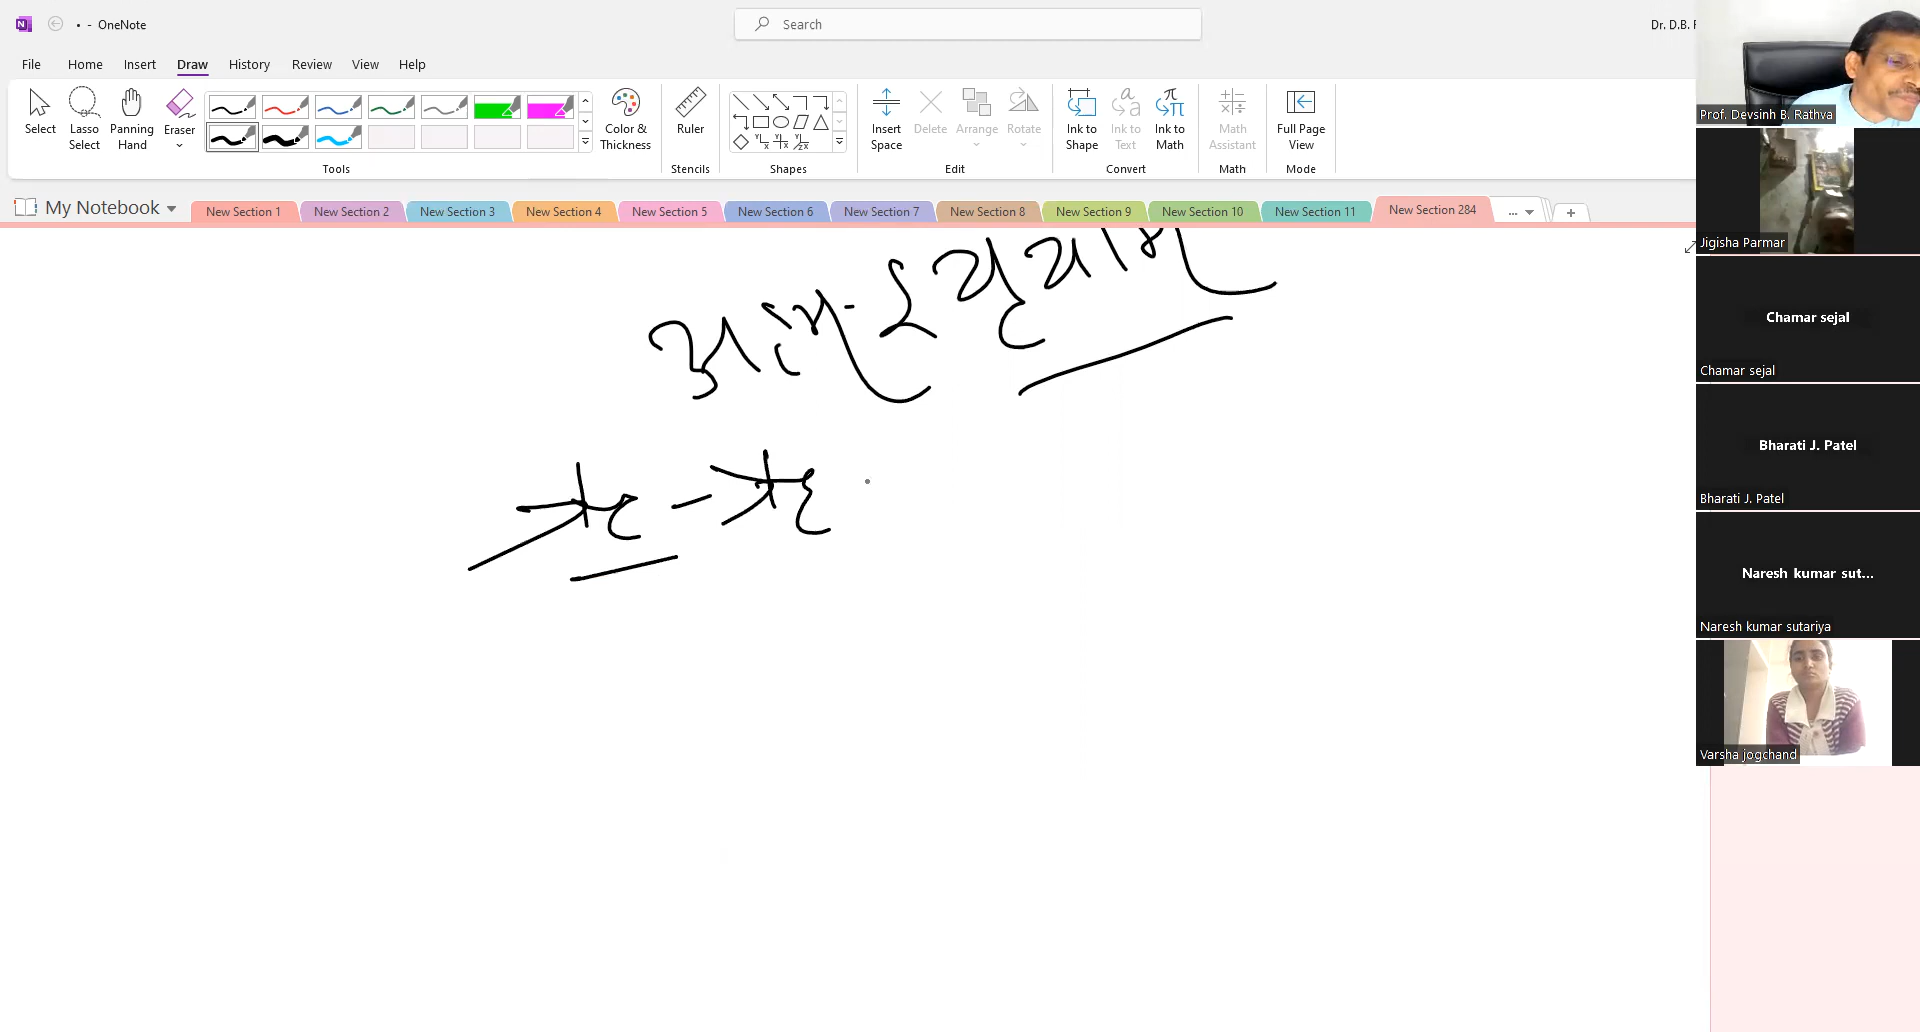 - OneNote
Search
Dr. D.B. R
File Home Insert Draw History Review View Help
Select
Lasso Select
Panning Hand
Eraser
Color & Thickness
Ruler
Insert Space
Delete
Arrange
Rotate
Ink to Shape
Ink to Text
Ink to Math
Math Assistant
Full Page View
Tools
Stencils
Shapes
Edit
Convert
Math
Mode
My Notebook
New Section 1
New Section 2
New Section 3
New Section 4
New Section 5
New Section 6
New Section 7
New Section 8
New Section 9
New Section 10
New Section 11
New Section 284
...
Prof. Devsinh B. Rathva
Jigisha Parmar
Chamar sejal
Chamar sejal
Bharati J. Patel
Bharati J. Patel
Naresh kumar sut...
Naresh kumar sutariya
Varsha jogchand